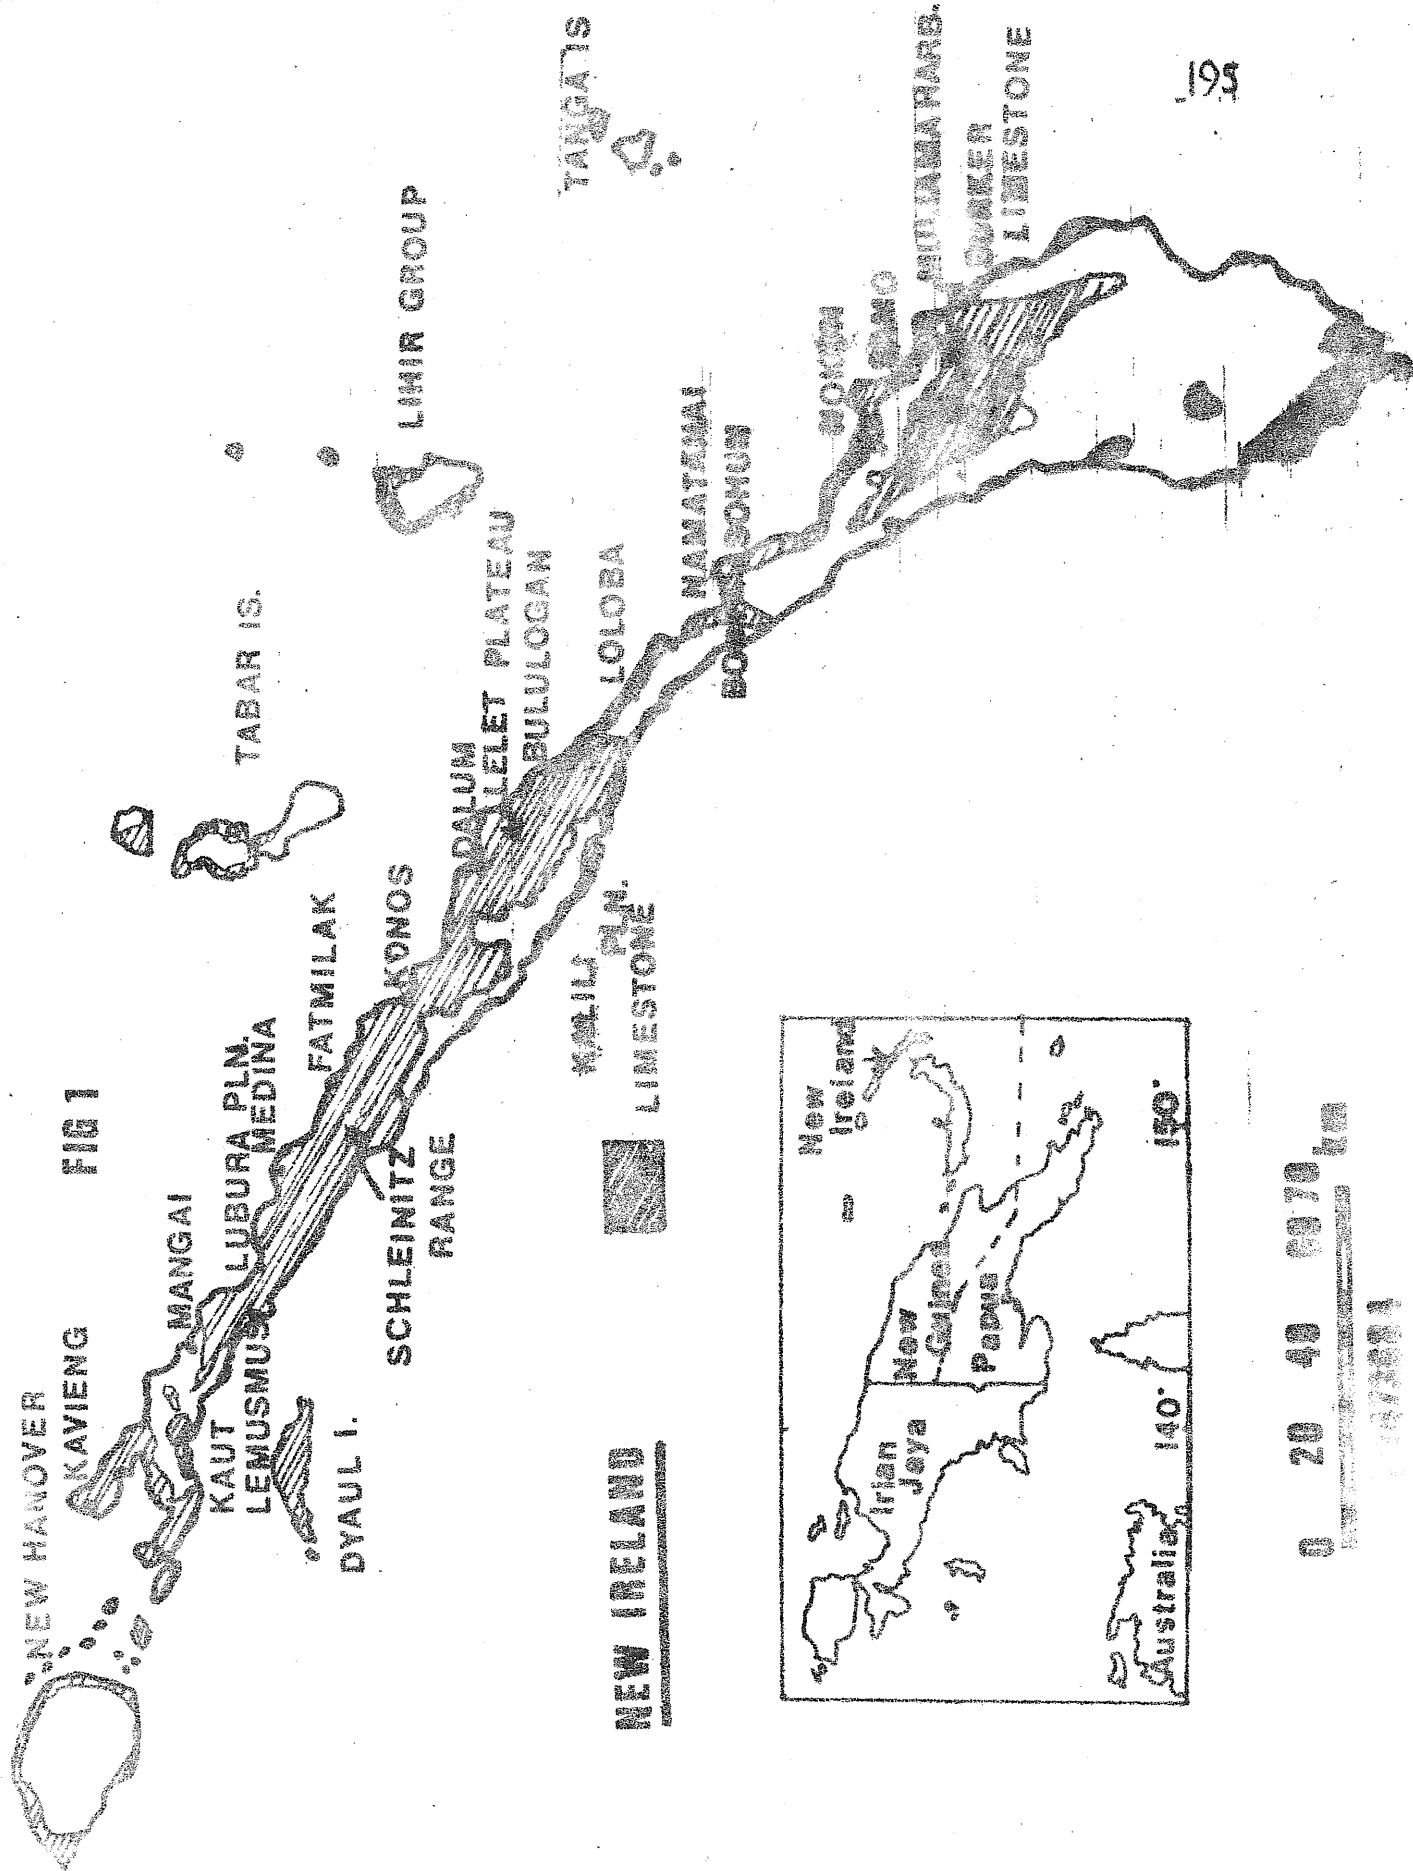 195
FIG 1
NEW HANOVER
KAVIENG
MANGAI
LUBURA PLN.
MEDINA
FATMILAK
KONOS
TABAR IS.
DALUM
LELET PLATEAU
BULULOGAN
LIHIR GROUP
LOLOBA
NAMATANAI
BO
SOHUN
TANGA IS
LIMESTONE
KAUT
LEMUSMUS
DYAUL I.
SCHLEINITZ
RANGE
PLN.
LIMESTONE
NEW IRELAND
New
Ireland
New
Guinea
Papua
Irian
Jaya
Australia
140°
150°
0 20 40 60 70
km